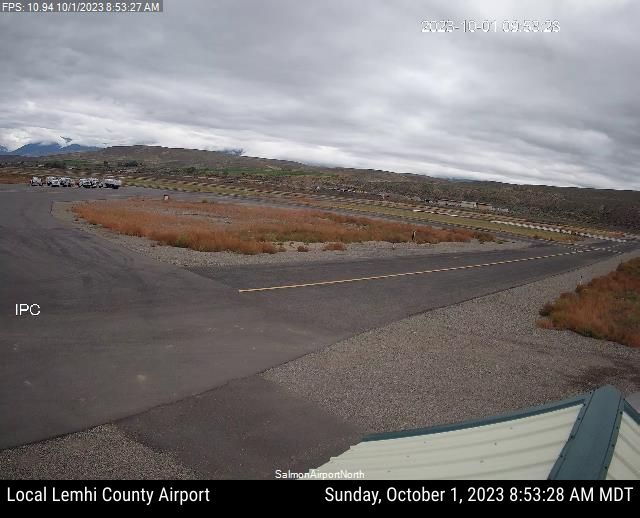 FPS: 10.94 10/1/2023 8:53:27 AM
2023-10-01 09:53:28
IPC
SalmonAirportNorth
Local Lemhi County Airport
Sunday, October 1, 2023 8:53:28 AM MDT